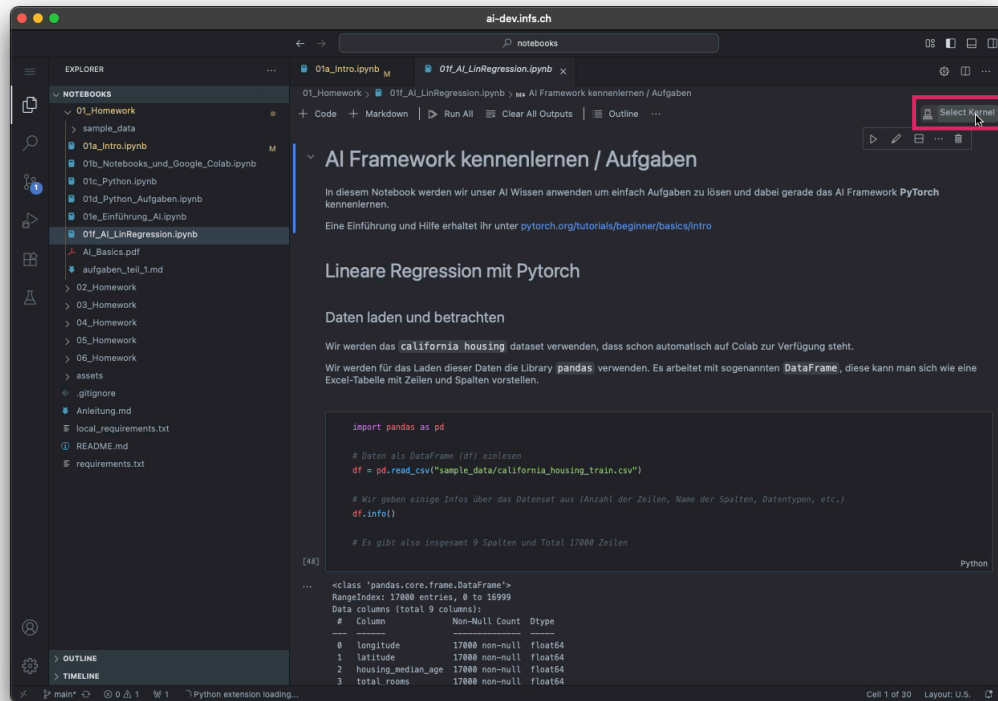 ai-dev.infs.ch
notebooks
EXPLORER
NOTEBOOKS
01_Homework
sample_data
01a_Intro.ipynb M
01b_Notebooks_und_Google_Colab.ipynb
01c_Python.ipynb
01d_Python_Aufgaben.ipynb
01e_Einführung_AI.ipynb
01f_AI_LinRegression.ipynb
AI_Basics.pdf
aufgaben_teil_1.md
02_Homework
03_Homework
04_Homework
05_Homework
06_Homework
assets
.gitignore
Anleitung.md
local_requirements.txt
README.md
requirements.txt
OUTLINE
TIMELINE
1
01a_Intro.ipynb M 01f_AI_LinRegression.ipynb
01_Homework > 01f_AI_LinRegression.ipynb > M↓ AI Framework kennenlernen / Aufgaben
+ Code + Markdown Run All Clear All Outputs Outline ...
Select Kernel
AI Framework kennenlernen / Aufgaben
In diesem Notebook werden wir unser AI Wissen anwenden um einfach Aufgaben zu lösen und dabei gerade das AI Framework PyTorch
kennenlernen.
Eine Einführung und Hilfe erhaltet ihr unter pytorch.org/tutorials/beginner/basics/intro
Lineare Regression mit Pytorch
Daten laden und betrachten
Wir werden das california housing dataset verwenden, dass schon automatisch auf Colab zur Verfügung steht.
Wir werden für das Laden dieser Daten die Library pandas verwenden. Es arbeitet mit sogenannten DataFrame, diese kann man sich wie eine
Excel-Tabelle mit Zeilen und Spalten vorstellen.
import pandas as pd
# Daten als DataFrame (df) einlesen
df = pd.read_csv("sample_data/california_housing_train.csv")
# Wir geben einige Infos über das Datenset aus (Anzahl der Zeilen, Name der Spalten, Datentypen, etc.)
df.info()
# Es gibt also insgesamt 9 Spalten und Total 17000 Zeilen
[48]
Python
<class 'pandas.core.frame.DataFrame'>
RangeIndex: 17000 entries, 0 to 16999
Data columns (total 9 columns):
# Column Non-Null Count Dtype
--- ------ -------------- -----
0 longitude 17000 non-null float64
1 latitude 17000 non-null float64
2 housing_median_age 17000 non-null float64
3 total_rooms 17000 non-null float64
main* 0 1 1 Python extension loading... Cell 1 of 30 Layout: U.S.